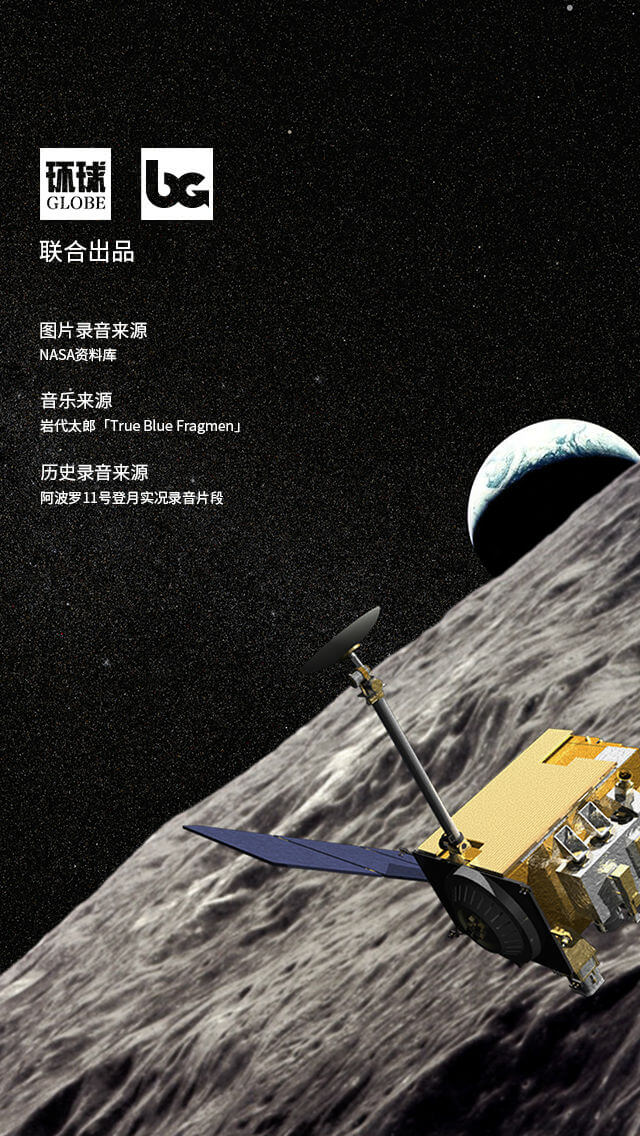 环球
GLOBE
bG
联合出品
图片录音来源
NASA资料库
音乐来源
岩代太郎「True Blue Fragmen」
历史录音来源
阿波罗11号登月实况录音片段